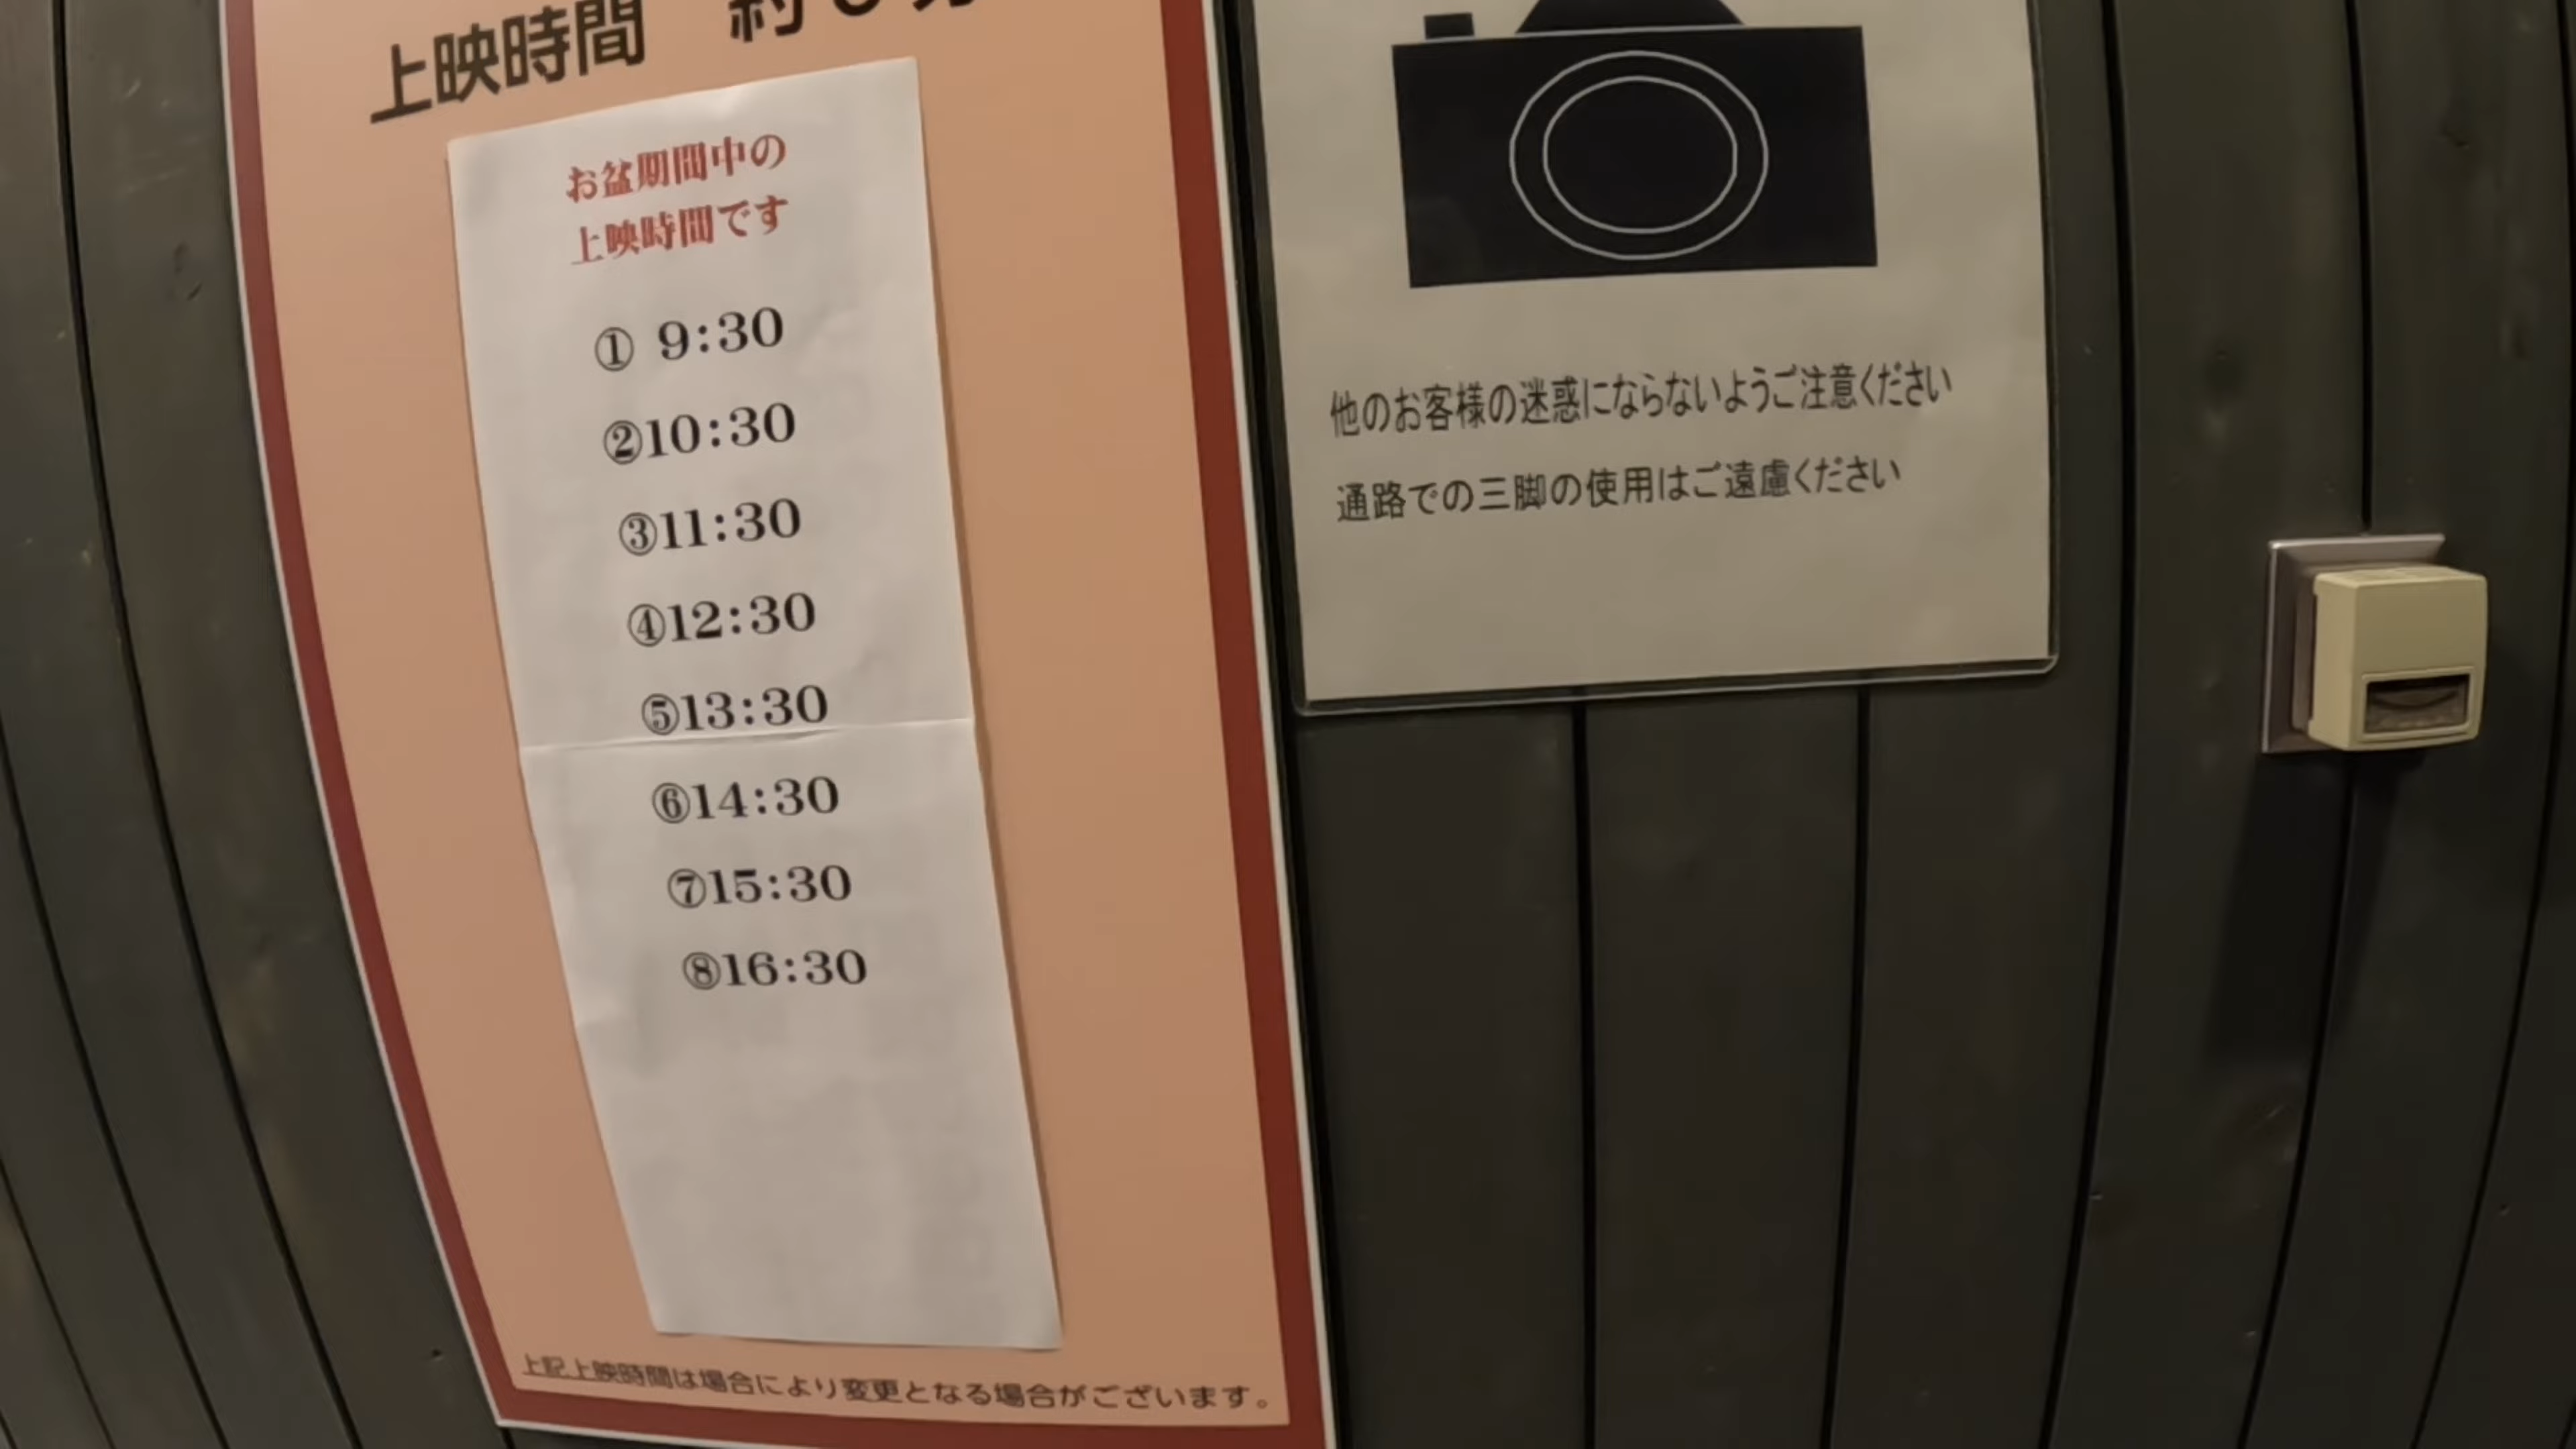 上映時間 約
お盆期間中の
上映時間です
① 9:30
②10:30
③11:30
④12:30
⑤13:30
⑥14:30
⑦15:30
⑧16:30
上記上映時間は場合により変更となる場合がございます。
他のお客様の迷惑にならないようご注意ください
通路での三脚の使用はご遠慮ください